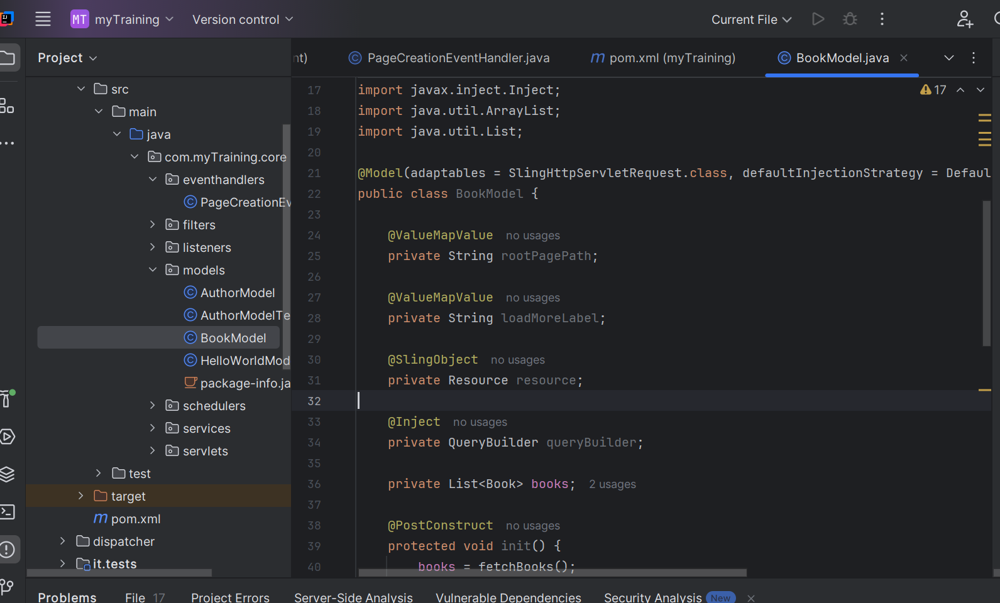 MT myTraining Version control Current File
Project
nt) PageCreationEventHandler.java pom.xml (myTraining) BookModel.java
src
main
java
com.myTraining.core
eventhandlers
PageCreationEv
filters
listeners
models
AuthorModel
AuthorModelTe
BookModel
HelloWorldMod
package-info.ja
schedulers
services
servlets
test
target
pom.xml
dispatcher
it.tests
17
17 import javax.inject.Inject;
18 import java.util.ArrayList;
19 import java.util.List;
20
21 @Model(adaptables = SlingHttpServletRequest.class, defaultInjectionStrategy = Defaul
22 public class BookModel {
23
24 @ValueMapValue no usages
25 private String rootPagePath;
26
27 @ValueMapValue no usages
28 private String loadMoreLabel;
29
30 @SlingObject no usages
31 private Resource resource;
32
33 @Inject no usages
34 private QueryBuilder queryBuilder;
35
36 private List<Book> books; 2 usages
37
38 @PostConstruct no usages
39 protected void init() {
40 books = fetchBooks();
Problems File 17 Project Errors Server-Side Analysis Vulnerable Dependencies Security Analysis New